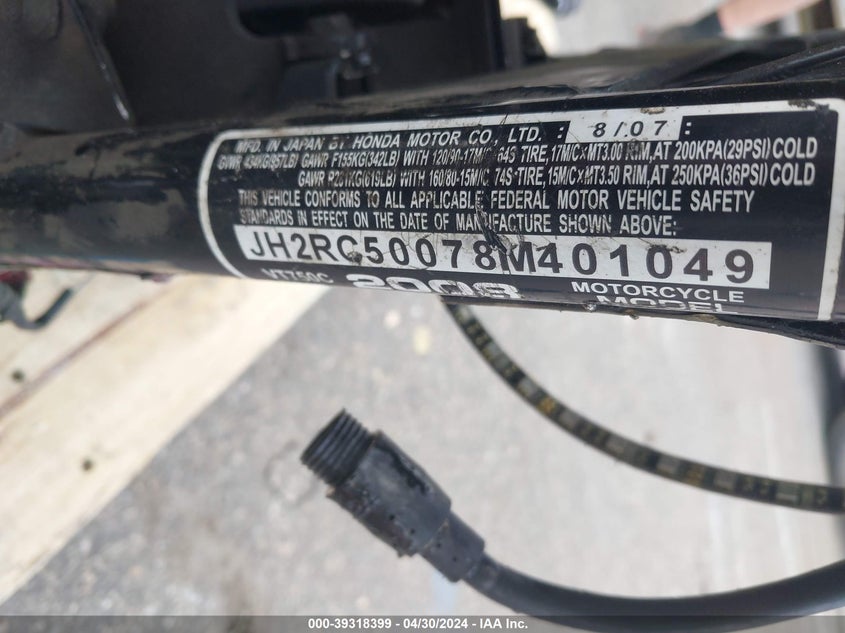 MFD. IN JAPAN BY HONDA MOTOR CO., LTD. : 8/07 :
GVWR 434KG(957LB) GAWR F155KG(342LB) WITH 120/90-17M/C 64S TIRE, 17M/C×MT3.00 RIM, AT 200KPA(29PSI) COLD
GAWR R281KG(619LB) WITH 160/80-15M/C 74S TIRE, 15M/C×MT3.50 RIM, AT 250KPA(36PSI) COLD
THIS VEHICLE CONFORMS TO ALL APPLICABLE FEDERAL MOTOR VEHICLE SAFETY
STANDARDS IN EFFECT ON THE DATE OF MANUFACTURE SHOWN ABOVE:
JH2RC50078M401049
VT750C 2008 MOTORCYCLE
MODEL
000-39318399 / 04/30/2024 - IAA Inc.